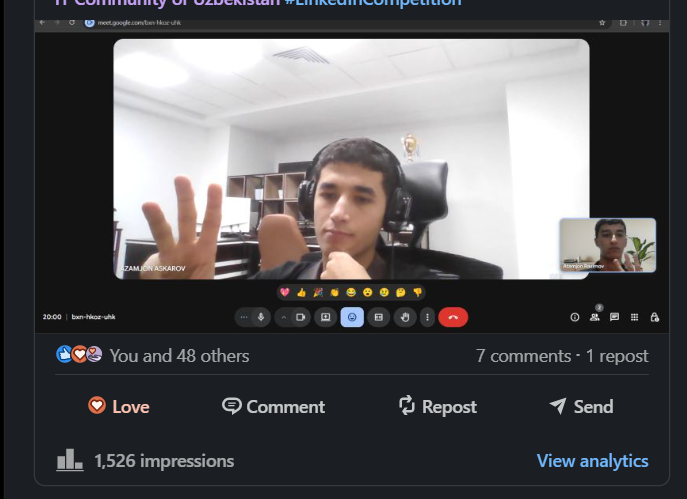 IT Community of Uzbekistan #LinkedInCompetition
meet.google.com/bxn-hkoz-uhk
AZAMJON ASKAROV
20:00 | bxn-hkoz-uhk
2
You and 48 others
7 comments · 1 repost
Love
Comment
Repost
Send
1,526 impressions
View analytics